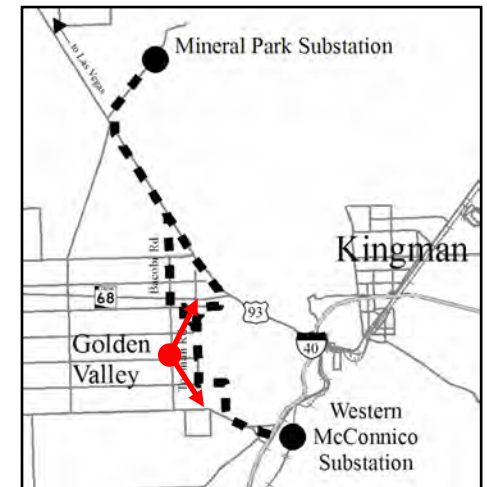 to Las Vegas
Mineral Park Substation
Bacobi Rd.
Kingman
68
93
Golden
Valley
40
Western
McConnico
Substation